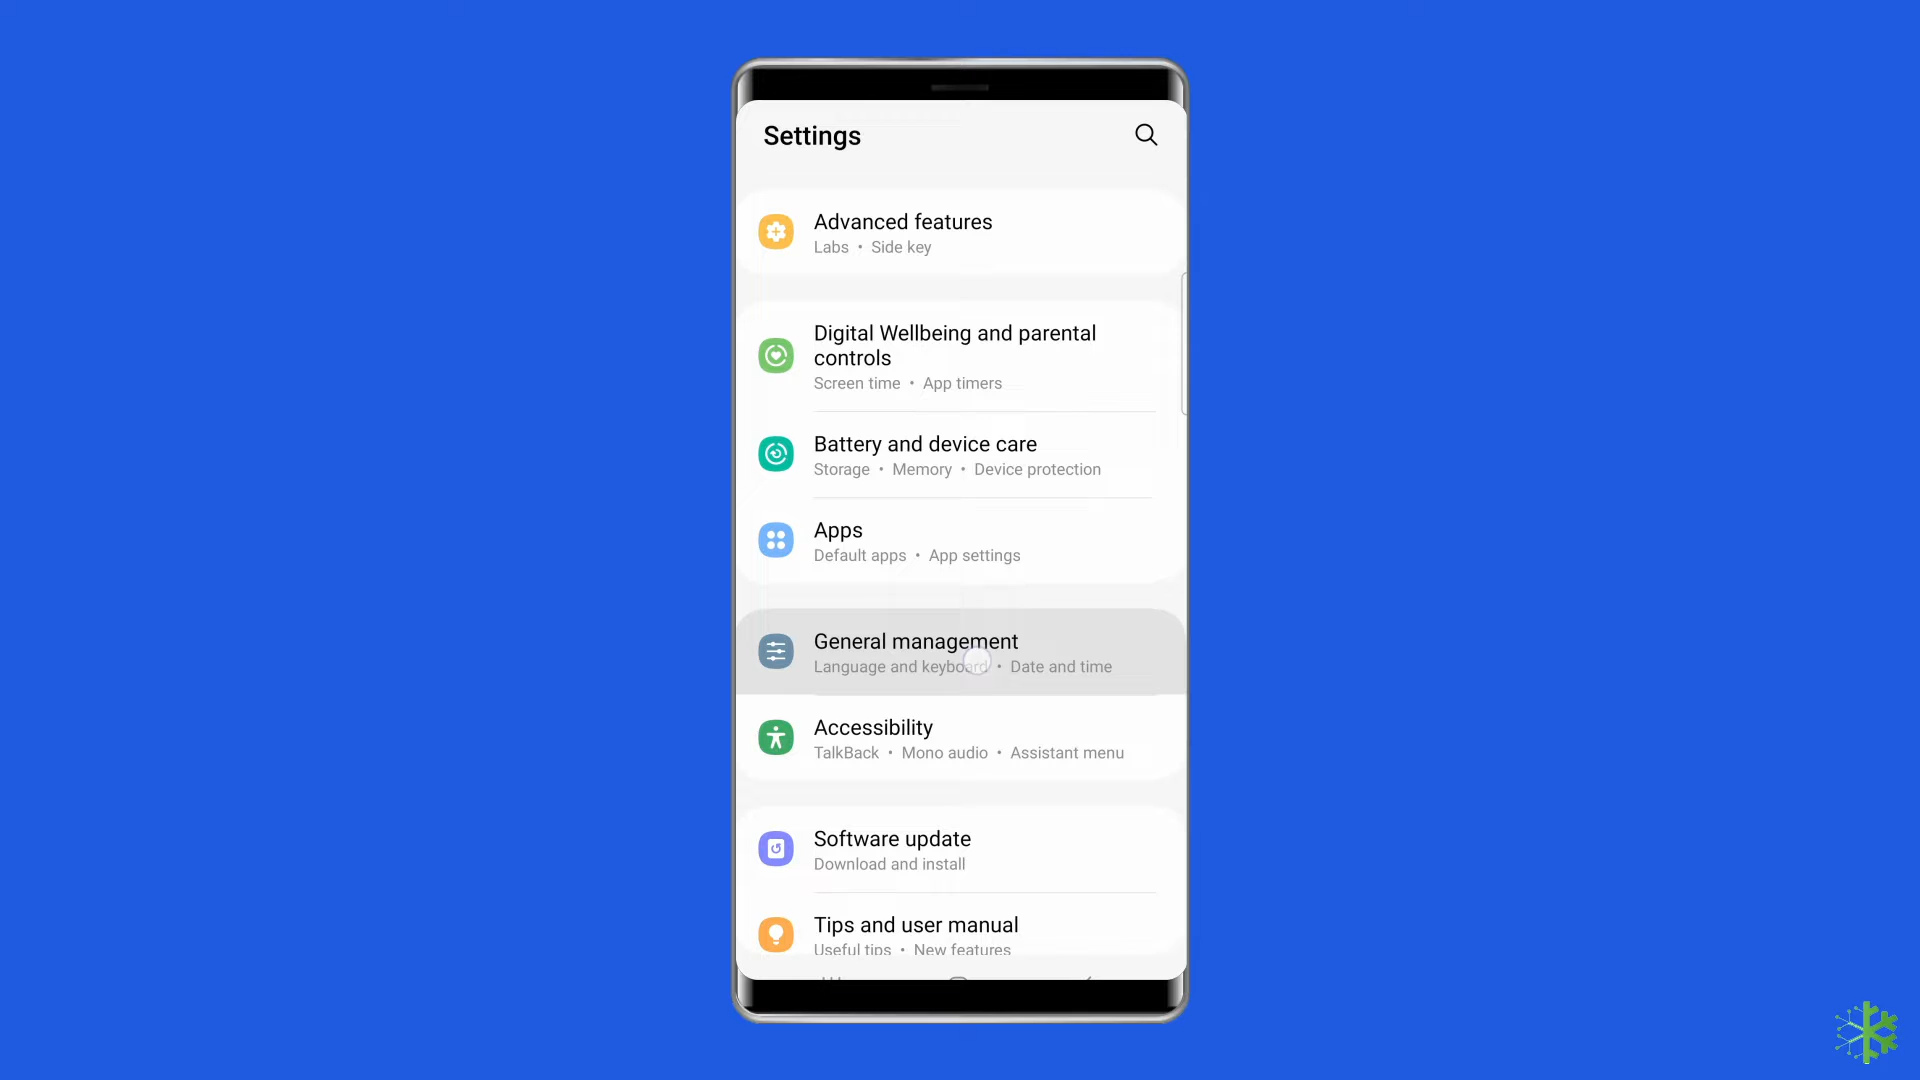 Settings
Advanced features
Labs • Side key
Digital Wellbeing and parental
controls
Screen time • App timers
Battery and device care
Storage • Memory • Device protection
Apps
Default apps • App settings
General management
Language and keyboard • Date and time
Accessibility
TalkBack • Mono audio • Assistant menu
Software update
Download and install
Tips and user manual
Useful tips • New features